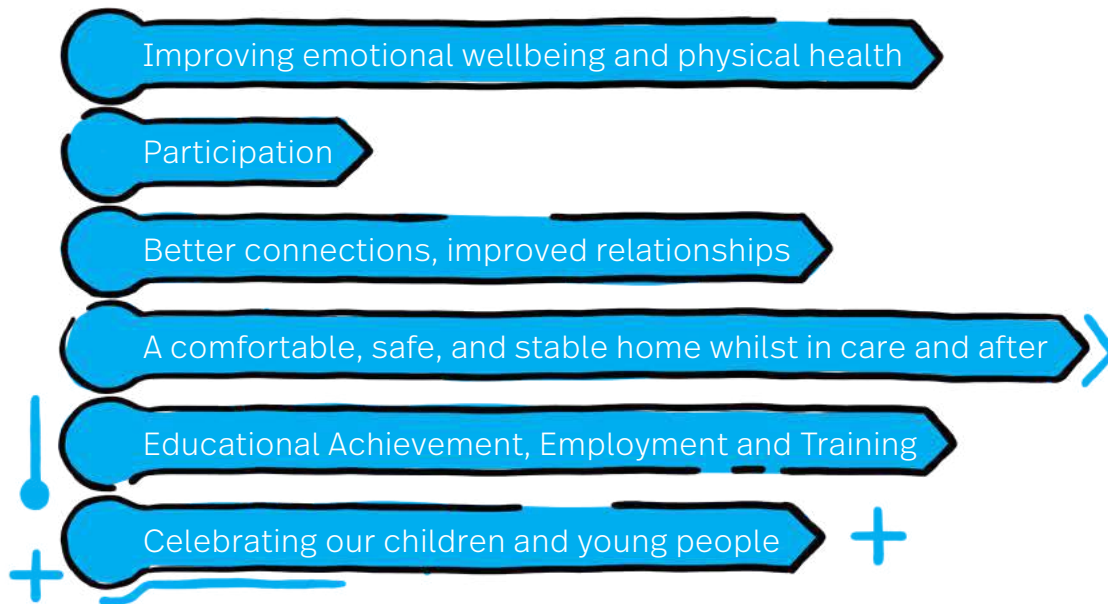 Improving emotional wellbeing and physical health
Participation
Better connections, improved relationships
A comfortable, safe, and stable home whilst in care and after
Educational Achievement, Employment and Training
Celebrating our children and young people